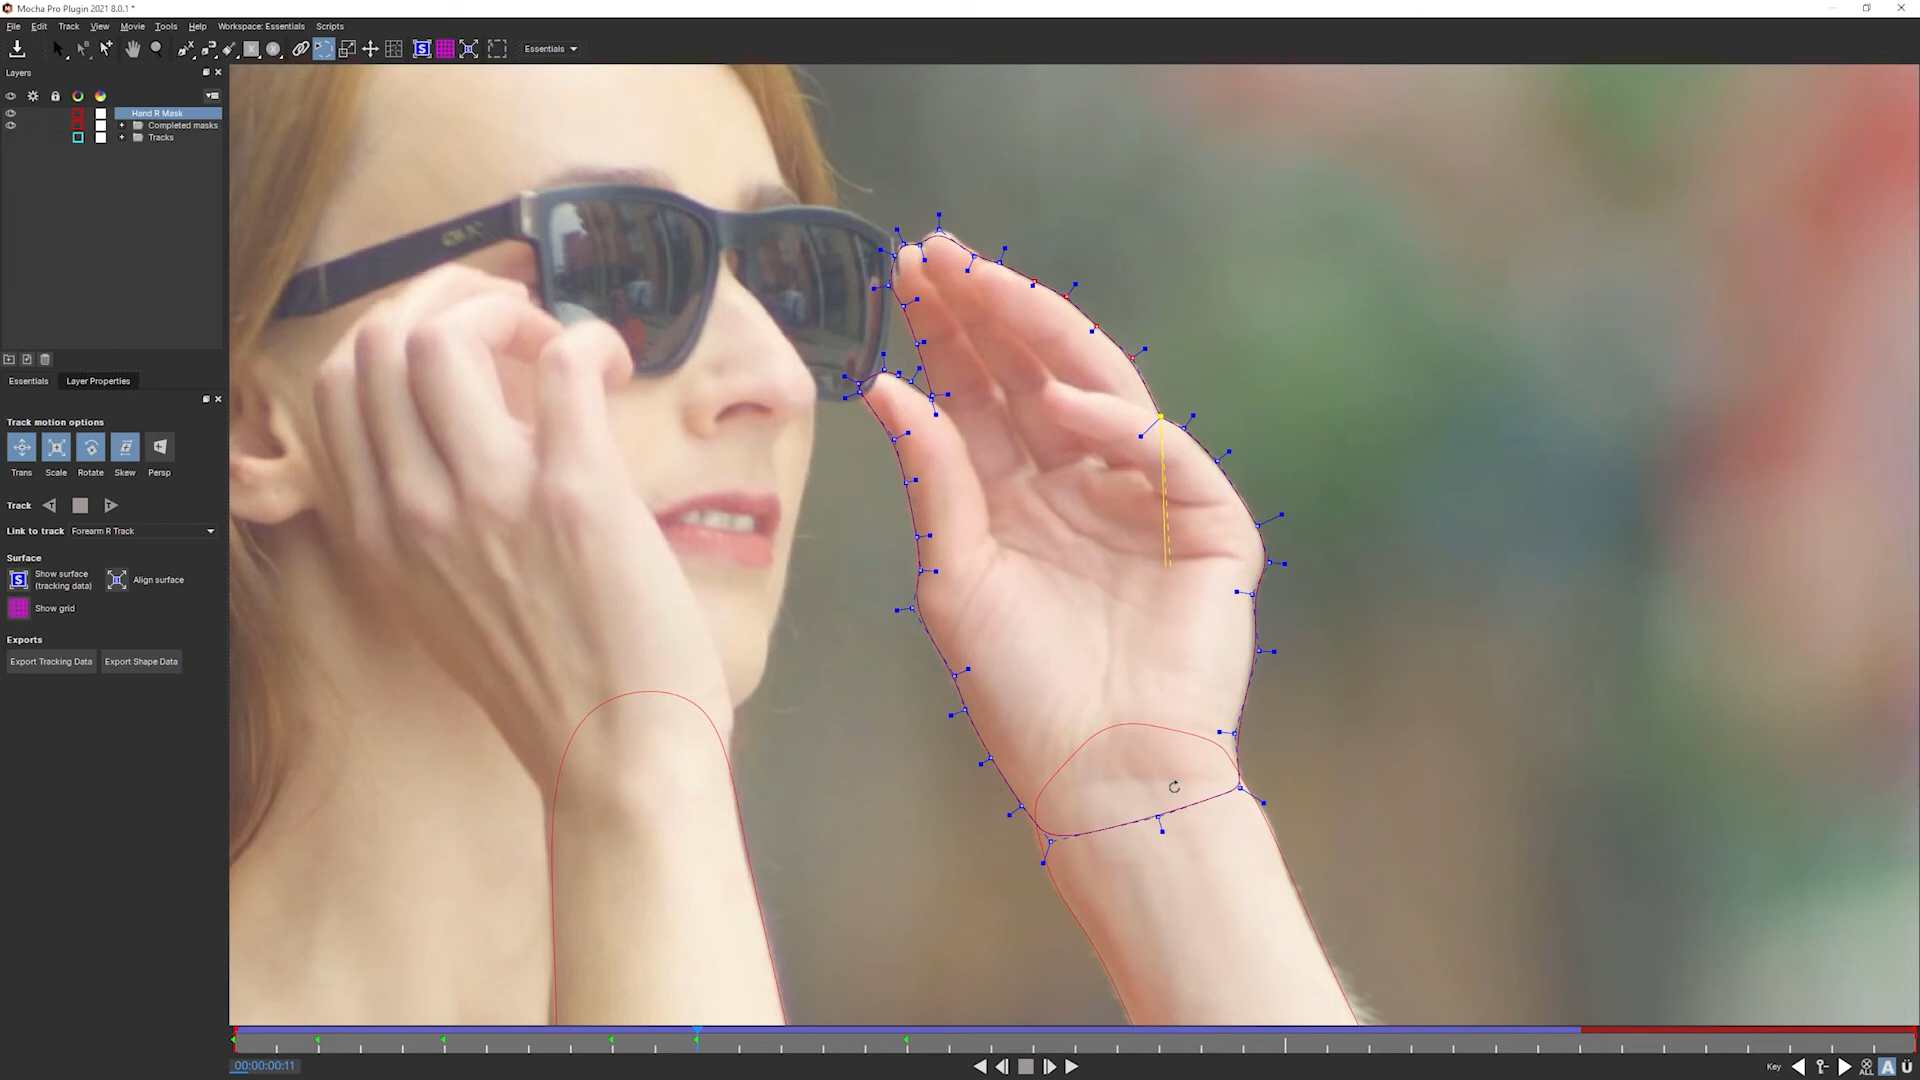 Mocha Pro Plugin 2021 8.0.1 *
File Edit Track View Movie Tools Help Workspace: Essentials Scripts
Essentials
Layers
Hand R Mask
Completed masks
Tracks
Essentials Layer Properties
Track motion options
Trans Scale Rotate Skew Persp
Track
Link to track Forearm R Track
Surface
Show surface
(tracking data)
Align surface
Show grid
Exports
Export Tracking Data Export Shape Data
00:00:00:11
Key
ALL
A Ü